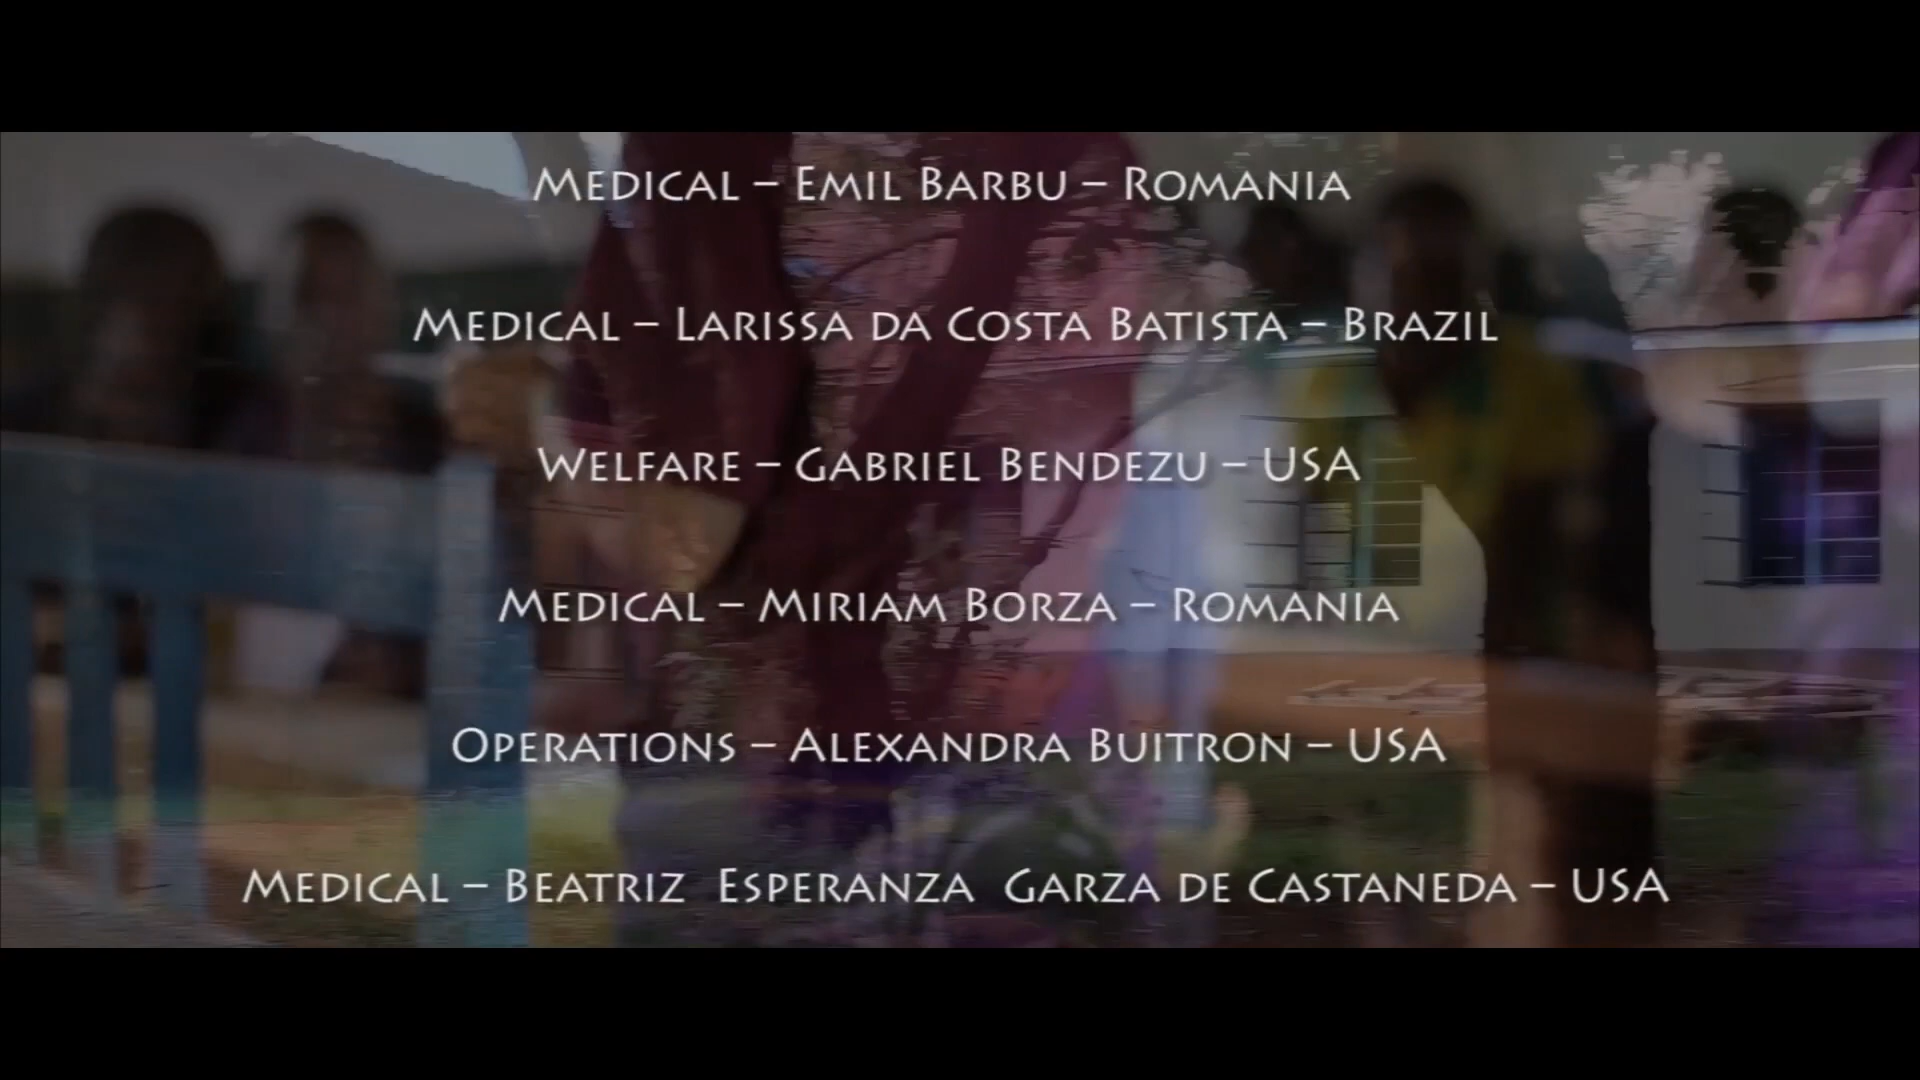 Medical – Emil Barbu – Romania
Medical – Larissa da Costa Batista – Brazil
Welfare – Gabriel Bendezu – USA
Medical – Miriam Borza – Romania
Operations – Alexandra Buitron – USA
Medical – Beatriz Esperanza Garza de Castaneda – USA